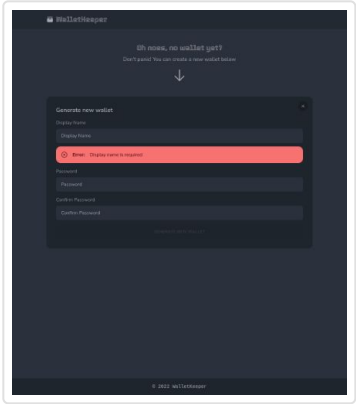 WalletKeeper
Oh noes, no wallet yet?
Don't panic! You can create a new wallet below
Generate new wallet
Display Name
Display Name
Error: Display name is required
Password
Password
Confirm Password
Confirm Password
© 2023 WalletKeeper